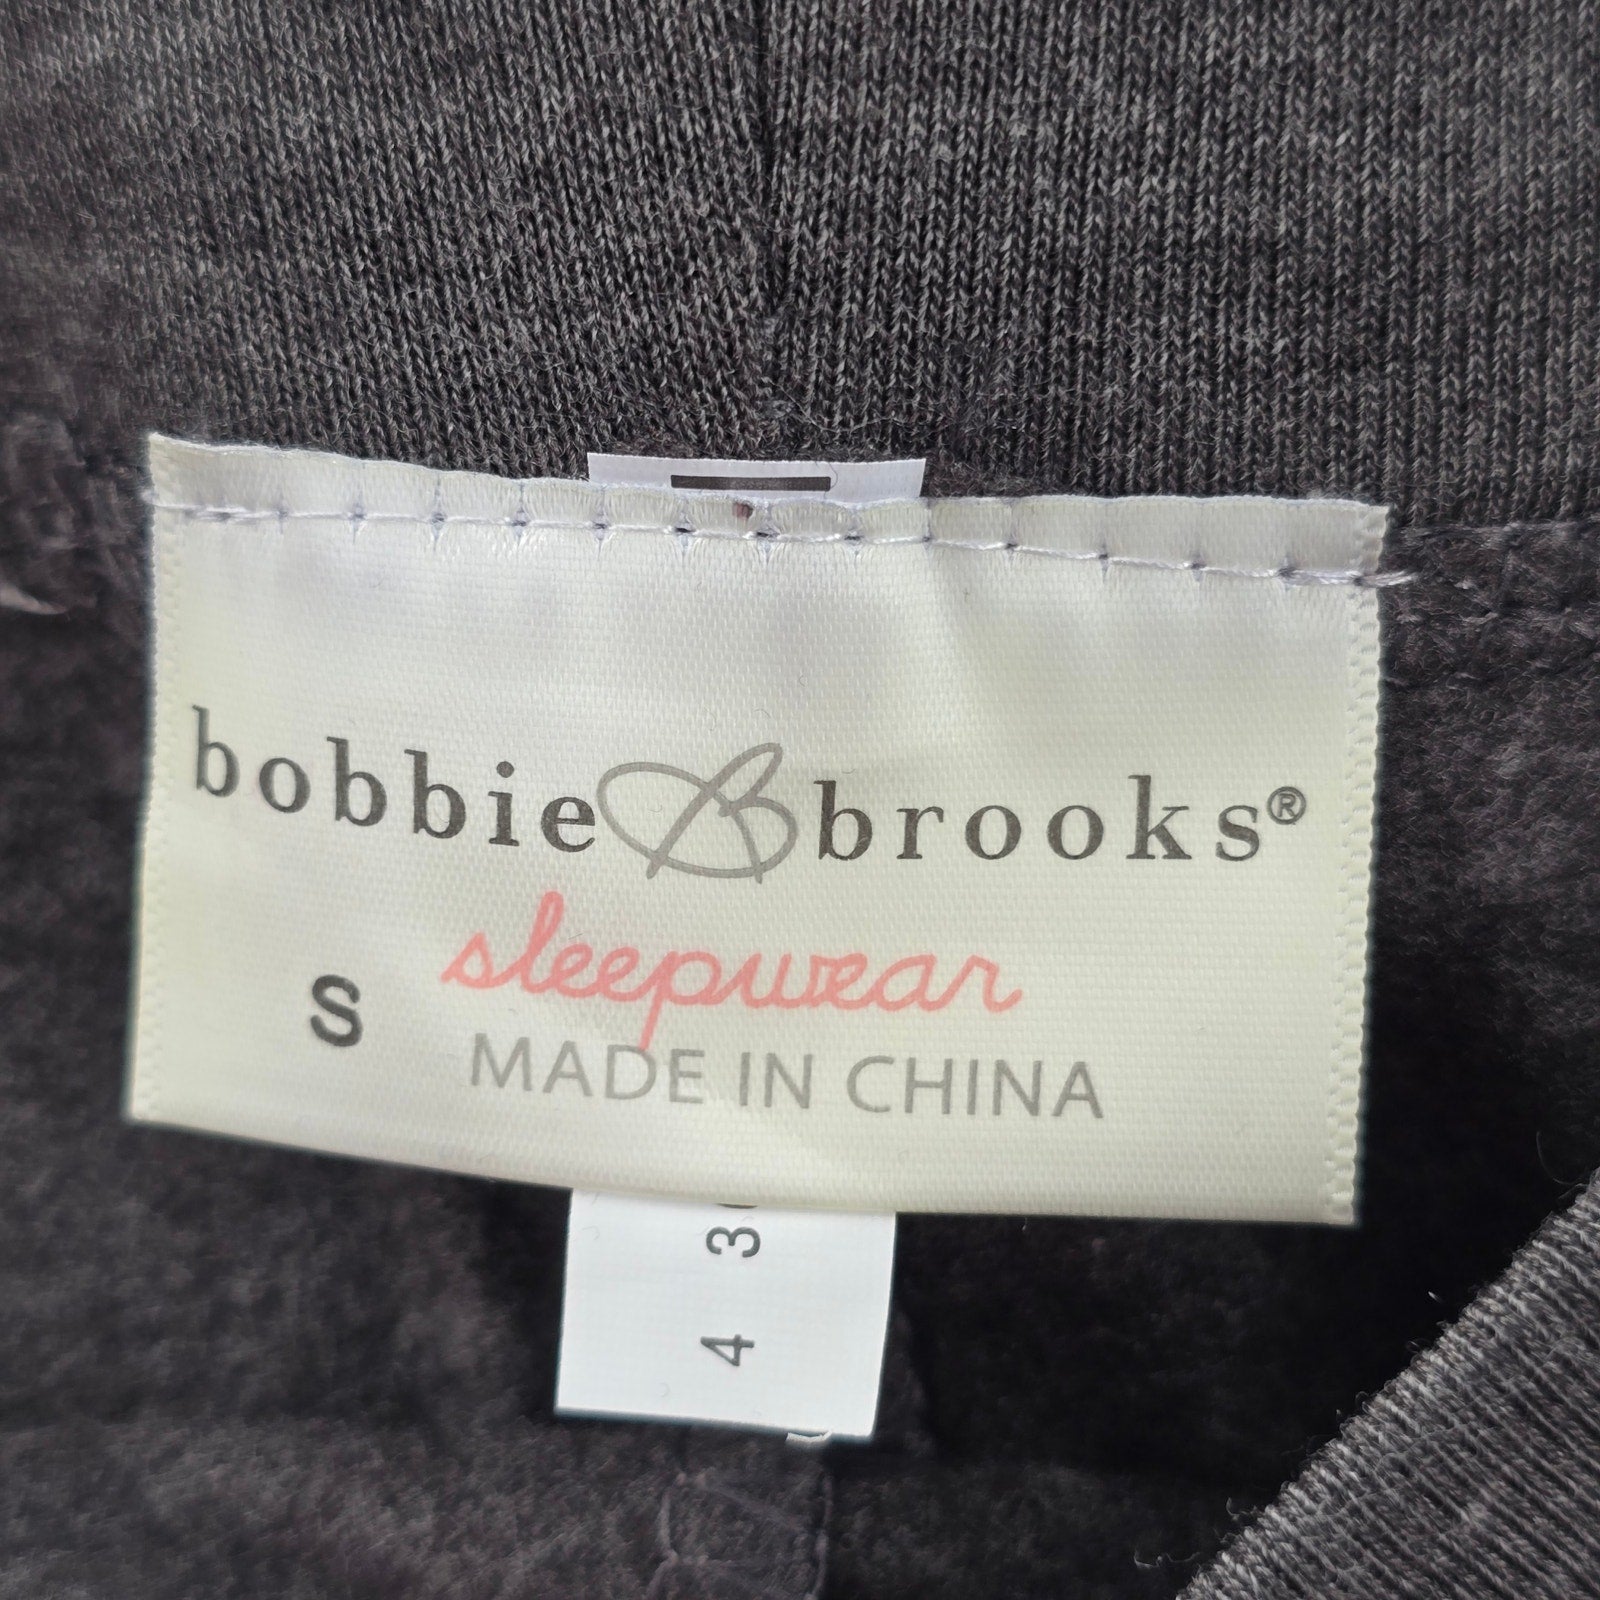 bobbie B brooks®
sleepwear
S
MADE IN CHINA
4 3